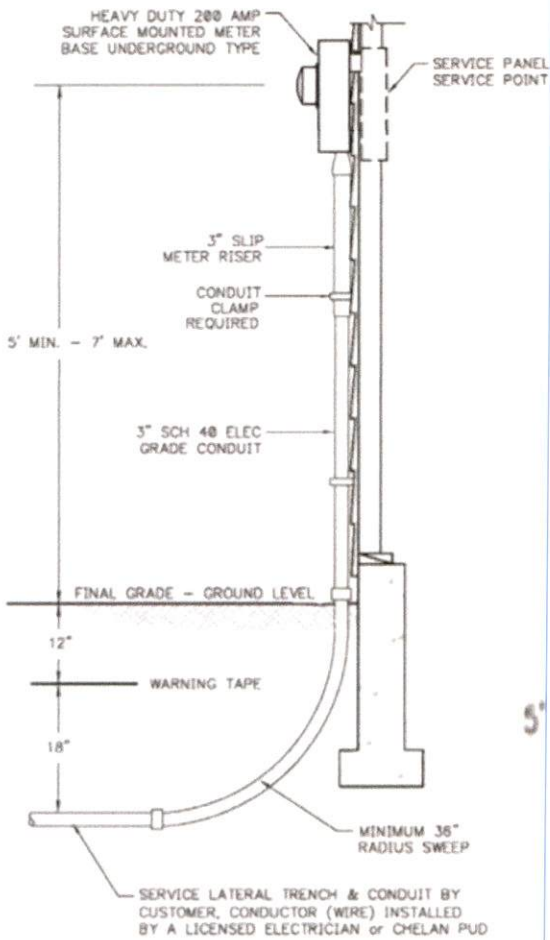 HEAVY DUTY 200 AMP
SURFACE MOUNTED METER
BASE UNDERGROUND TYPE
SERVICE PANEL
SERVICE POINT
3" SLIP
METER RISER
CONDUIT
CLAMP
REQUIRED
5' MIN. - 7' MAX.
3" SCH 40 ELEC
GRADE CONDUIT
FINAL GRADE - GROUND LEVEL
12"
WARNING TAPE
18"
5'
MINIMUM 36"
RADIUS SWEEP
SERVICE LATERAL TRENCH & CONDUIT BY
CUSTOMER, CONDUCTOR (WIRE) INSTALLED
BY A LICENSED ELECTRICIAN or CHELAN PUD